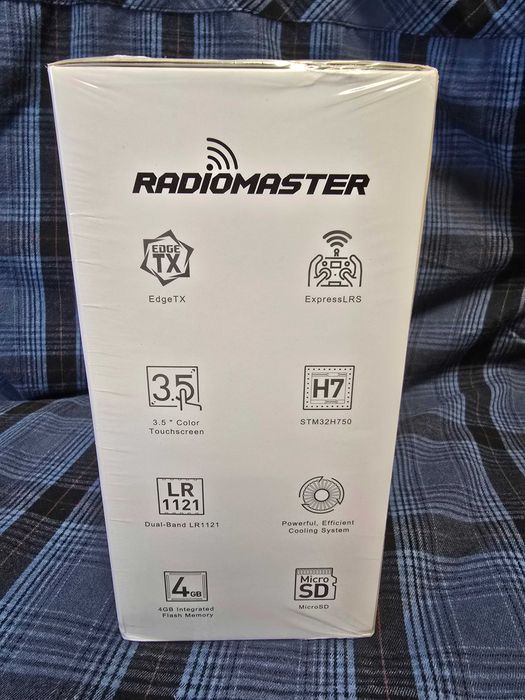 RADIOMASTER
EDGE
TX
EdgeTX
ExpressLRS
3.5"
3.5 " Color
Touchscreen
H7
STM32H750
LR
1121
Dual-Band LR1121
Powerful, Efficient
Cooling System
4GB
4GB Integrated
Flash Memory
Micro
SD
MicroSD